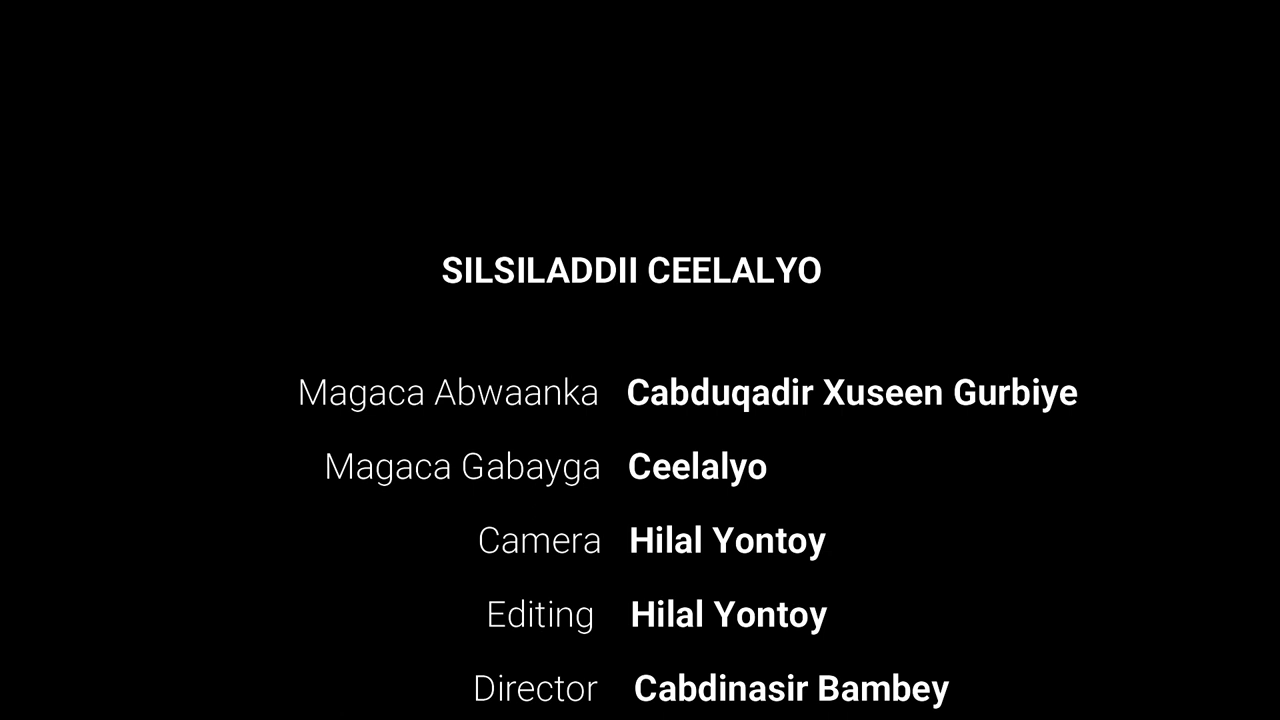 SILSILADDII CEELALYO
Magaca Abwaanka Cabduqadir Xuseen Gurbiye
Magaca Gabayga Ceelalyo
Camera Hilal Yontoy
Editing Hilal Yontoy
Director Cabdinasir Bambey